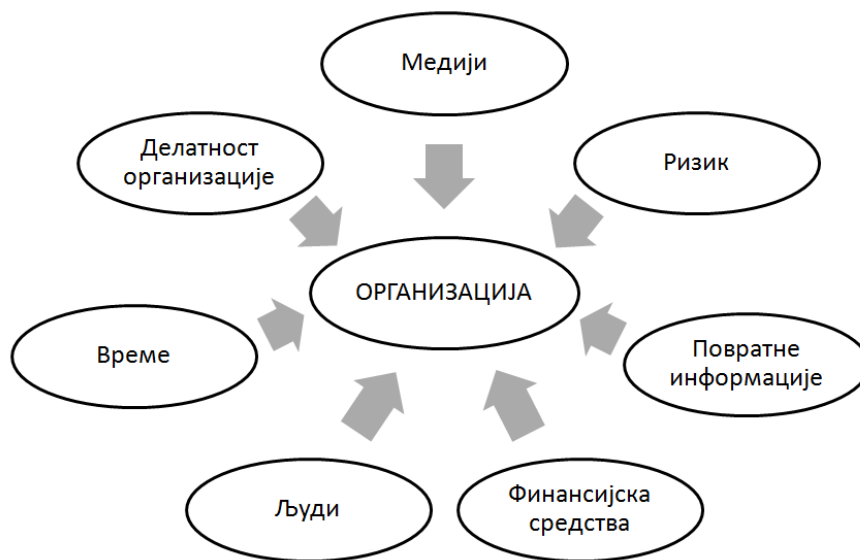 Медији
Делатност
организације
Ризик
ОРГАНИЗАЦИЈА
Време
Повратне
информације
Људи
Финансијска
средства